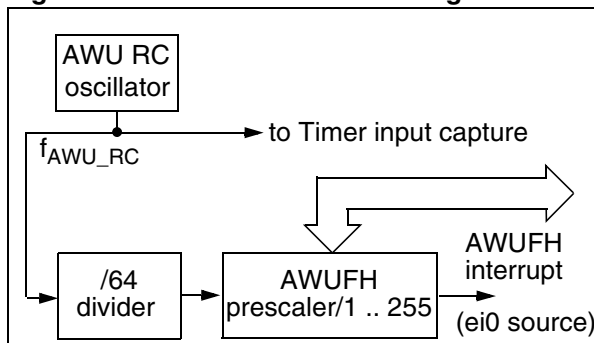 AWU RC
oscillator
to Timer input capture
fAWU_RC
AWUFH
interrupt
/64
divider
AWUFH
prescaler/1 .. 255
(ei0 source)